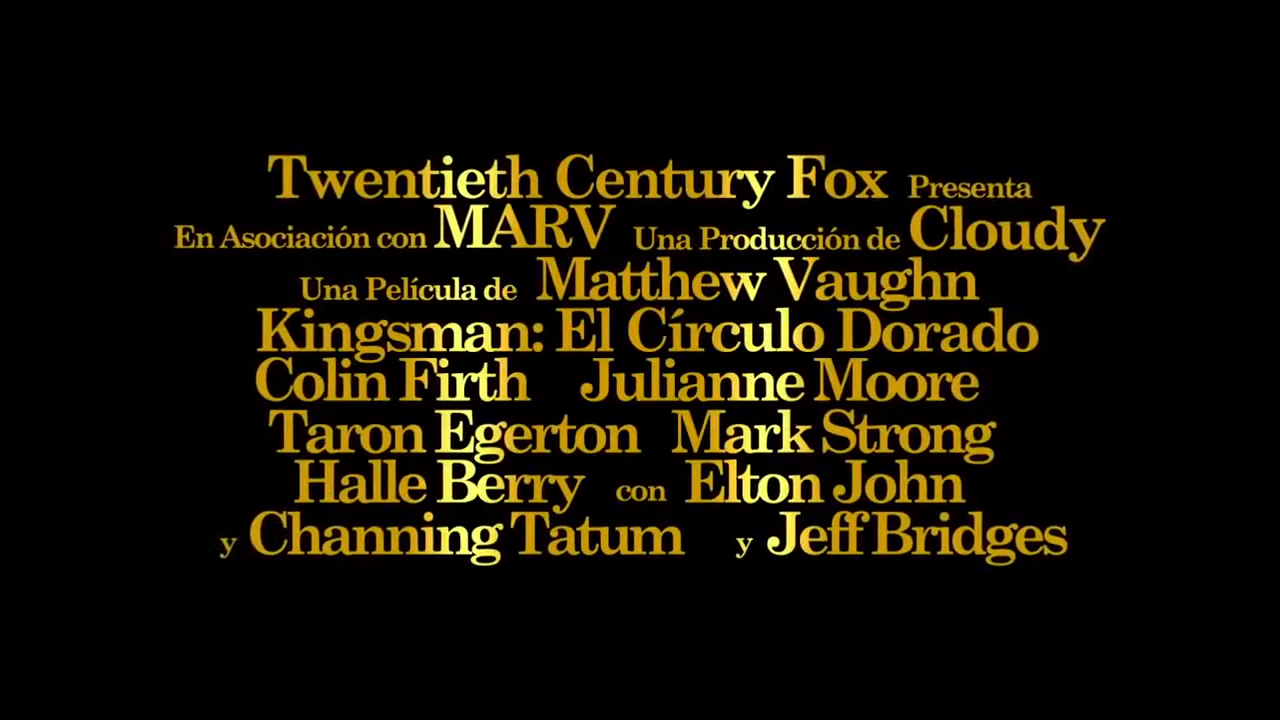 Twentieth Century Fox Presenta
En Asociación con MARV Una Producción de Cloudy
Una Película de Matthew Vaughn
Kingsman: El Círculo Dorado
Colin Firth Julianne Moore
Taron Egerton Mark Strong
Halle Berry con Elton John
y Channing Tatum y Jeff Bridges